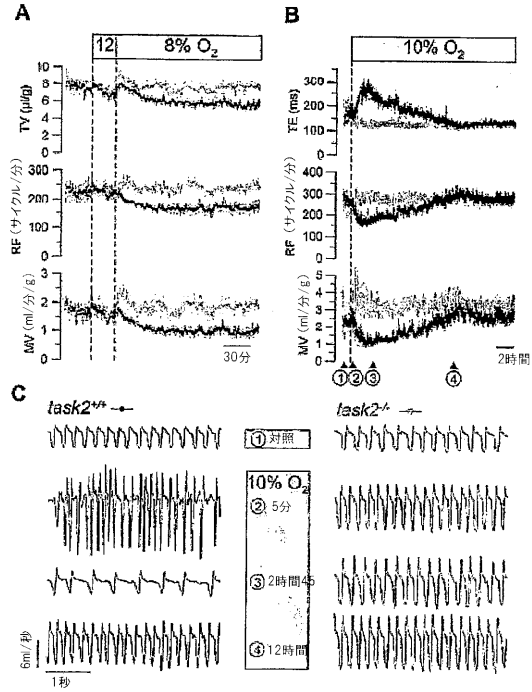 A
12 8% O2
TV (µl/g)
10
8
6
4
2
0
RF (サイクル/分)
300
200
100
0
MV (ml/分/g)
3
2
1
0
30分
B
10% O2
TE (ms)
300
200
100
RF (サイクル/分)
400
300
200
100
0
MV (ml/分/g)
5
4
3
2
1
0
① ② ③ ④
2時間
C
task2+/+
task2-/-
① 対照
10% O2
② 5分
③ 2時間45
④ 12時間
6ml/秒
1秒